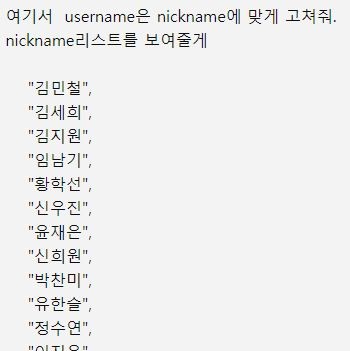 여기서 username은 nickname에 맞게 고쳐줘.
nickname리스트를 보여줄게
"김민철",
"김세희",
"김지원",
"임남기",
"황학선",
"신우진",
"윤재은",
"신희원",
"박찬미",
"유한슬",
"정수연",